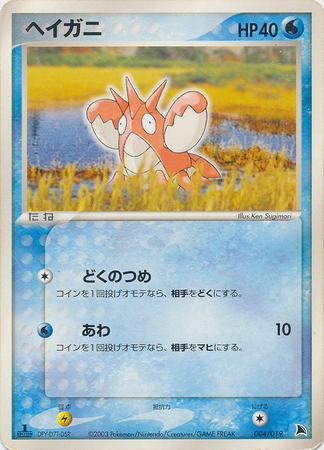 ヘイガニ HP40
たね Illus.Ken Sugimori
どくのつめ
コインを1回投げオモテなら、相手をどくにする。
あわ 10
コインを1回投げオモテなら、相手をマヒにする。
弱点 抵抗力 にげる
1 DPY-D7T-DSR ©2003 Pokémon/Nintendo/Creatures/GAME FREAK 004/019